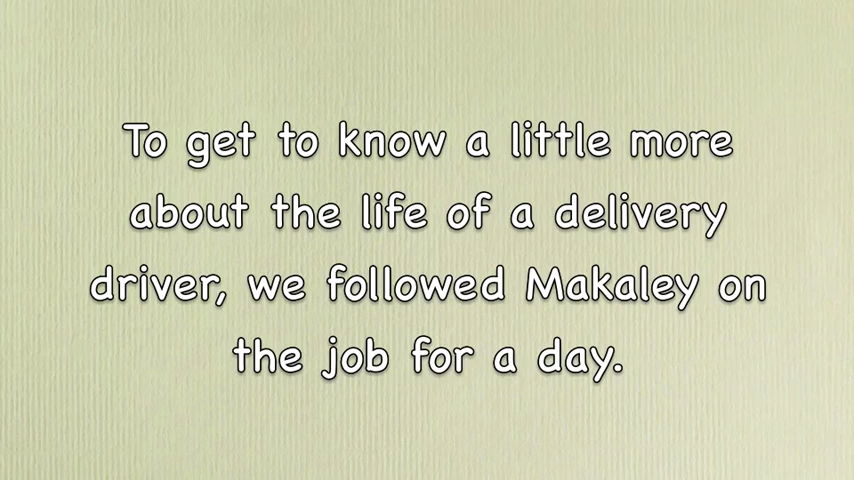 To get to know a little more
about the life of a delivery
driver, we followed Makaley on
the job for a day.